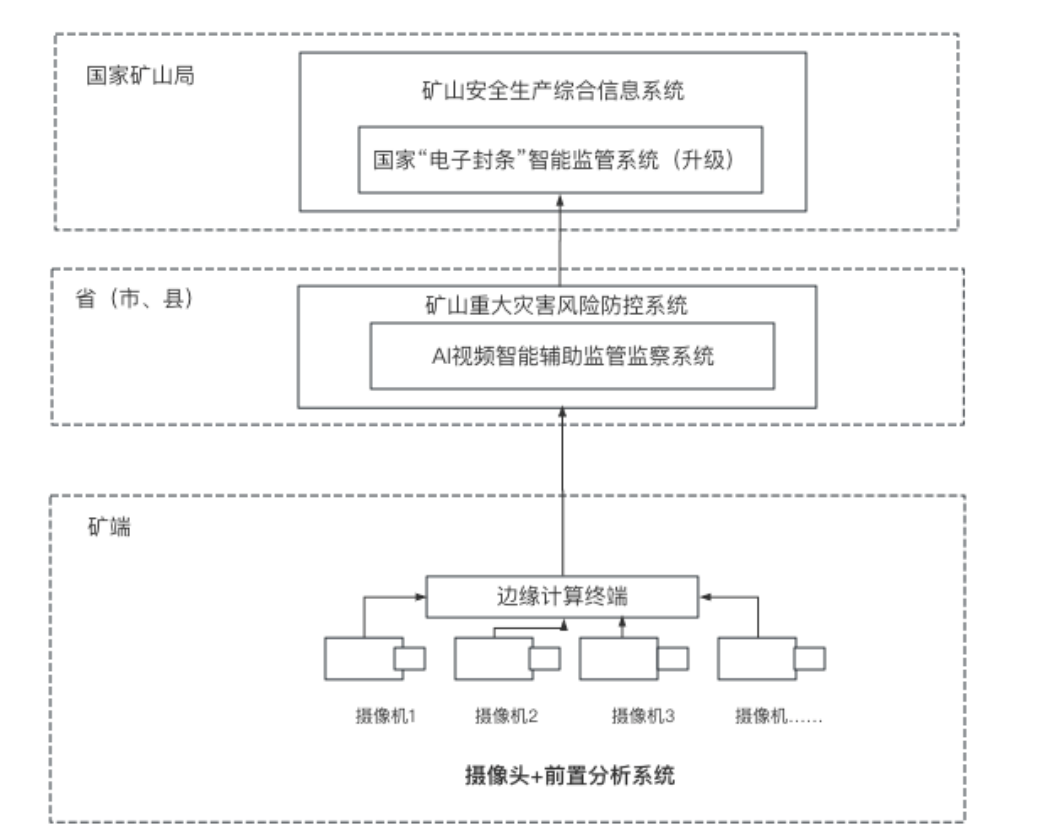 国家矿山局
矿山安全生产综合信息系统
国家“电子封条”智能监管系统（升级）
省（市、县）
矿山重大灾害风险防控系统
AI视频智能辅助监管监察系统
矿端
边缘计算终端
摄像机1
摄像机2
摄像机3
摄像机……
摄像头+前置分析系统